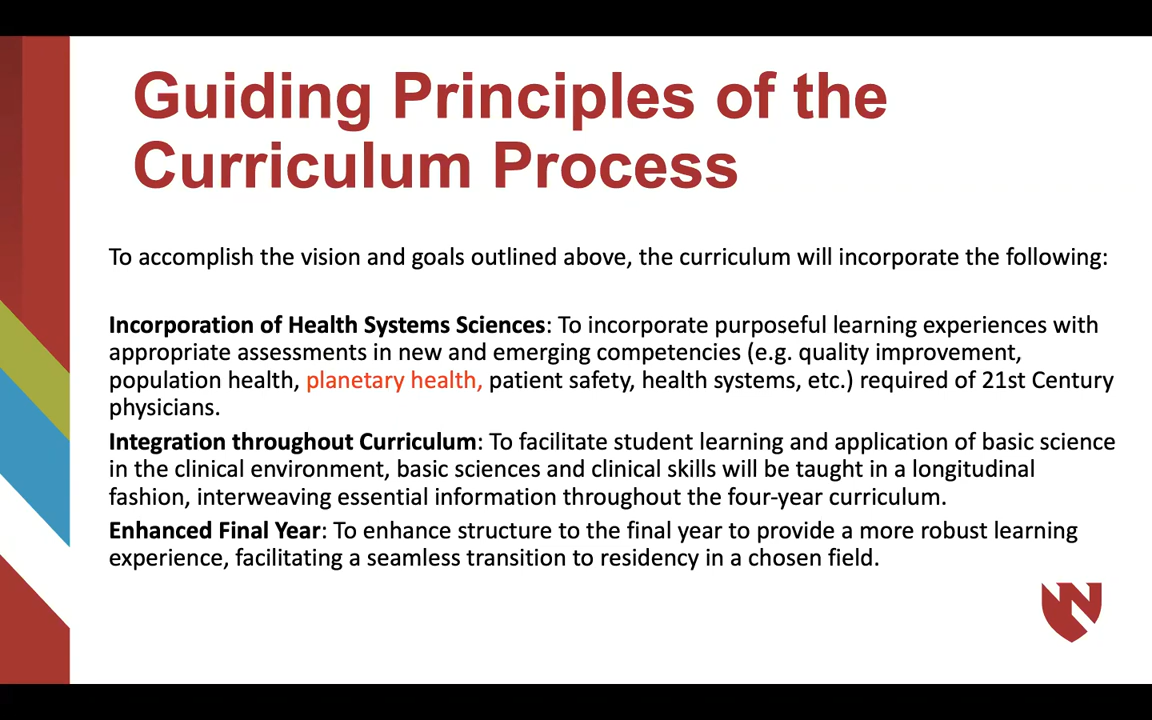 Guiding Principles of the
Curriculum Process
To accomplish the vision and goals outlined above, the curriculum will incorporate the following:
Incorporation of Health Systems Sciences: To incorporate purposeful learning experiences with
appropriate assessments in new and emerging competencies (e.g. quality improvement,
population health, planetary health, patient safety, health systems, etc.) required of 21st Century
physicians.
Integration throughout Curriculum: To facilitate student learning and application of basic science
in the clinical environment, basic sciences and clinical skills will be taught in a longitudinal
fashion, interweaving essential information throughout the four-year curriculum.
Enhanced Final Year: To enhance structure to the final year to provide a more robust learning
experience, facilitating a seamless transition to residency in a chosen field.
N